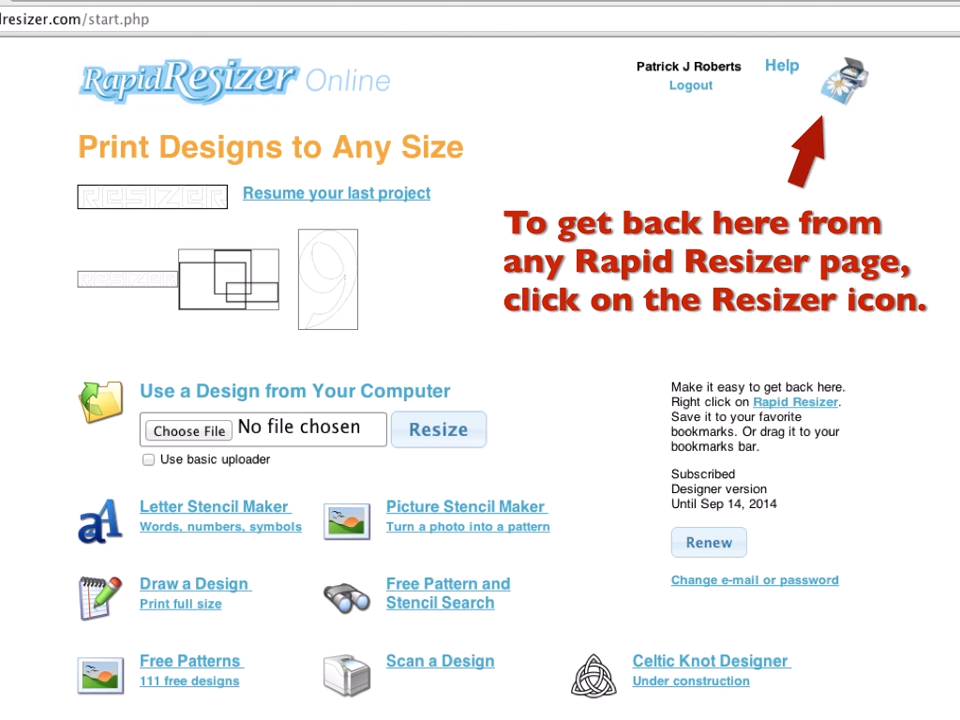 lresizer.com/start.php
RapidResizer Online
Patrick J Roberts
Help
Logout
Print Designs to Any Size
RESIZER
Resume your last project
To get back here from
any Rapid Resizer page,
click on the Resizer icon.
RESIZER
9
Use a Design from Your Computer
Choose File No file chosen
Resize
Use basic uploader
Make it easy to get back here.
Right click on Rapid Resizer.
Save it to your favorite
bookmarks. Or drag it to your
bookmarks bar.
Subscribed
Designer version
Until Sep 14, 2014
Renew
Change e-mail or password
aA
Letter Stencil Maker
Words, numbers, symbols
Picture Stencil Maker
Turn a photo into a pattern
Draw a Design
Print full size
Free Pattern and
Stencil Search
Free Patterns
111 free designs
Scan a Design
Celtic Knot Designer
Under construction